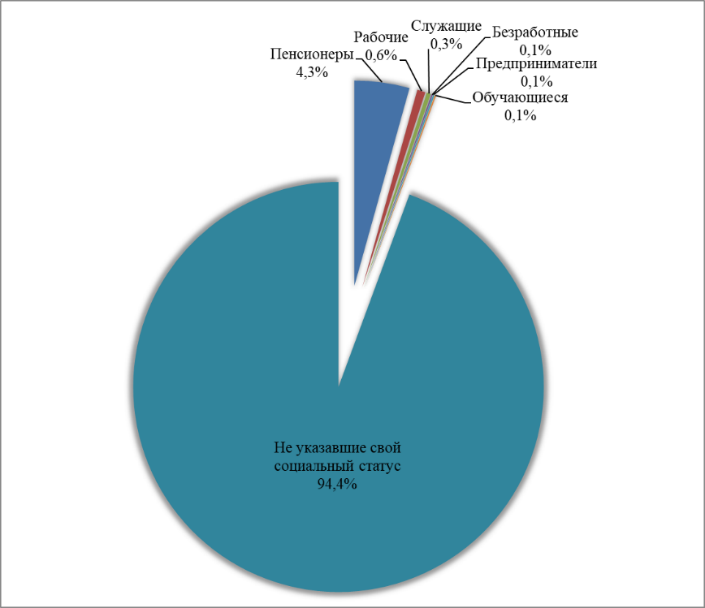 Пенсионеры
4,3%
Рабочие
0,6%
Служащие
0,3%
Безработные
0,1%
Предприниматели
0,1%
Обучающиеся
0,1%
Не указавшие свой
социальный статус
94,4%